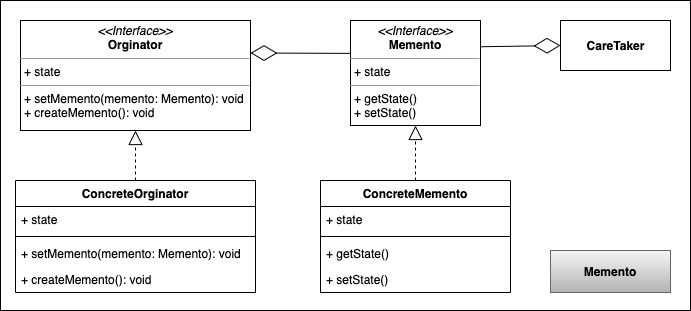 <<Interface>>
Orginator
+ state
+ setMemento(memento: Memento): void
+ createMemento(): void
<<Interface>>
Memento
+ state
+ getState()
+ setState()
CareTaker
ConcreteOrginator
+ state
+ setMemento(memento: Memento): void
+ createMemento(): void
ConcreteMemento
+ state
+ getState()
+ setState()
Memento